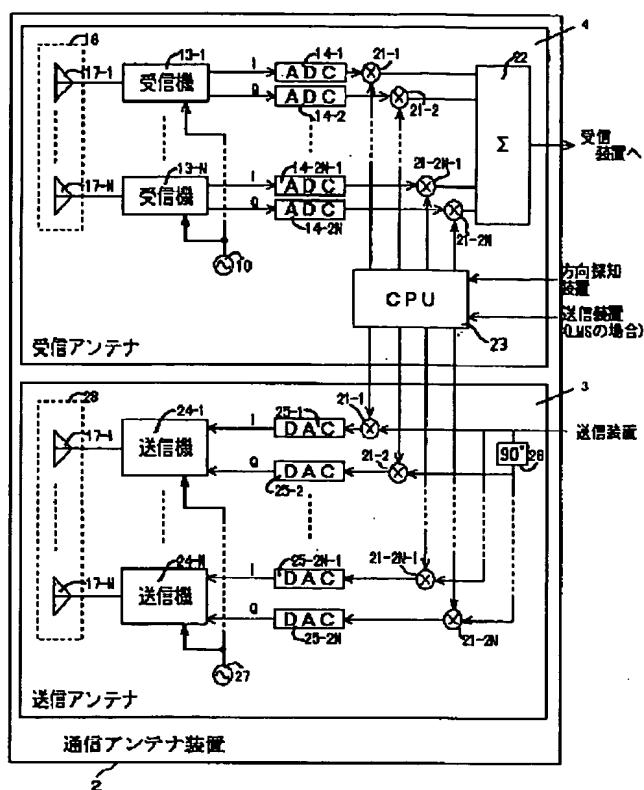 16
4
17-1
13-1
受信機
I
Q
14-1
ADC
ADC
14-2
21-1
21-2
22
Σ
受信
装置へ
17-N
13-N
受信機
I
Q
14-2N-1
ADC
ADC
14-2N
21-2N-1
21-2N
10
CPU
23
方向探知
装置
送信装置
(LMSの場合)
受信アンテナ
3
28
17-1
24-1
送信機
I
Q
25-1
DAC
DAC
25-2
21-1
21-2
送信装置
90°
26
17-N
24-N
送信機
I
Q
25-2N-1
DAC
DAC
25-2N
21-2N-1
21-2N
27
送信アンテナ
通信アンテナ装置
2